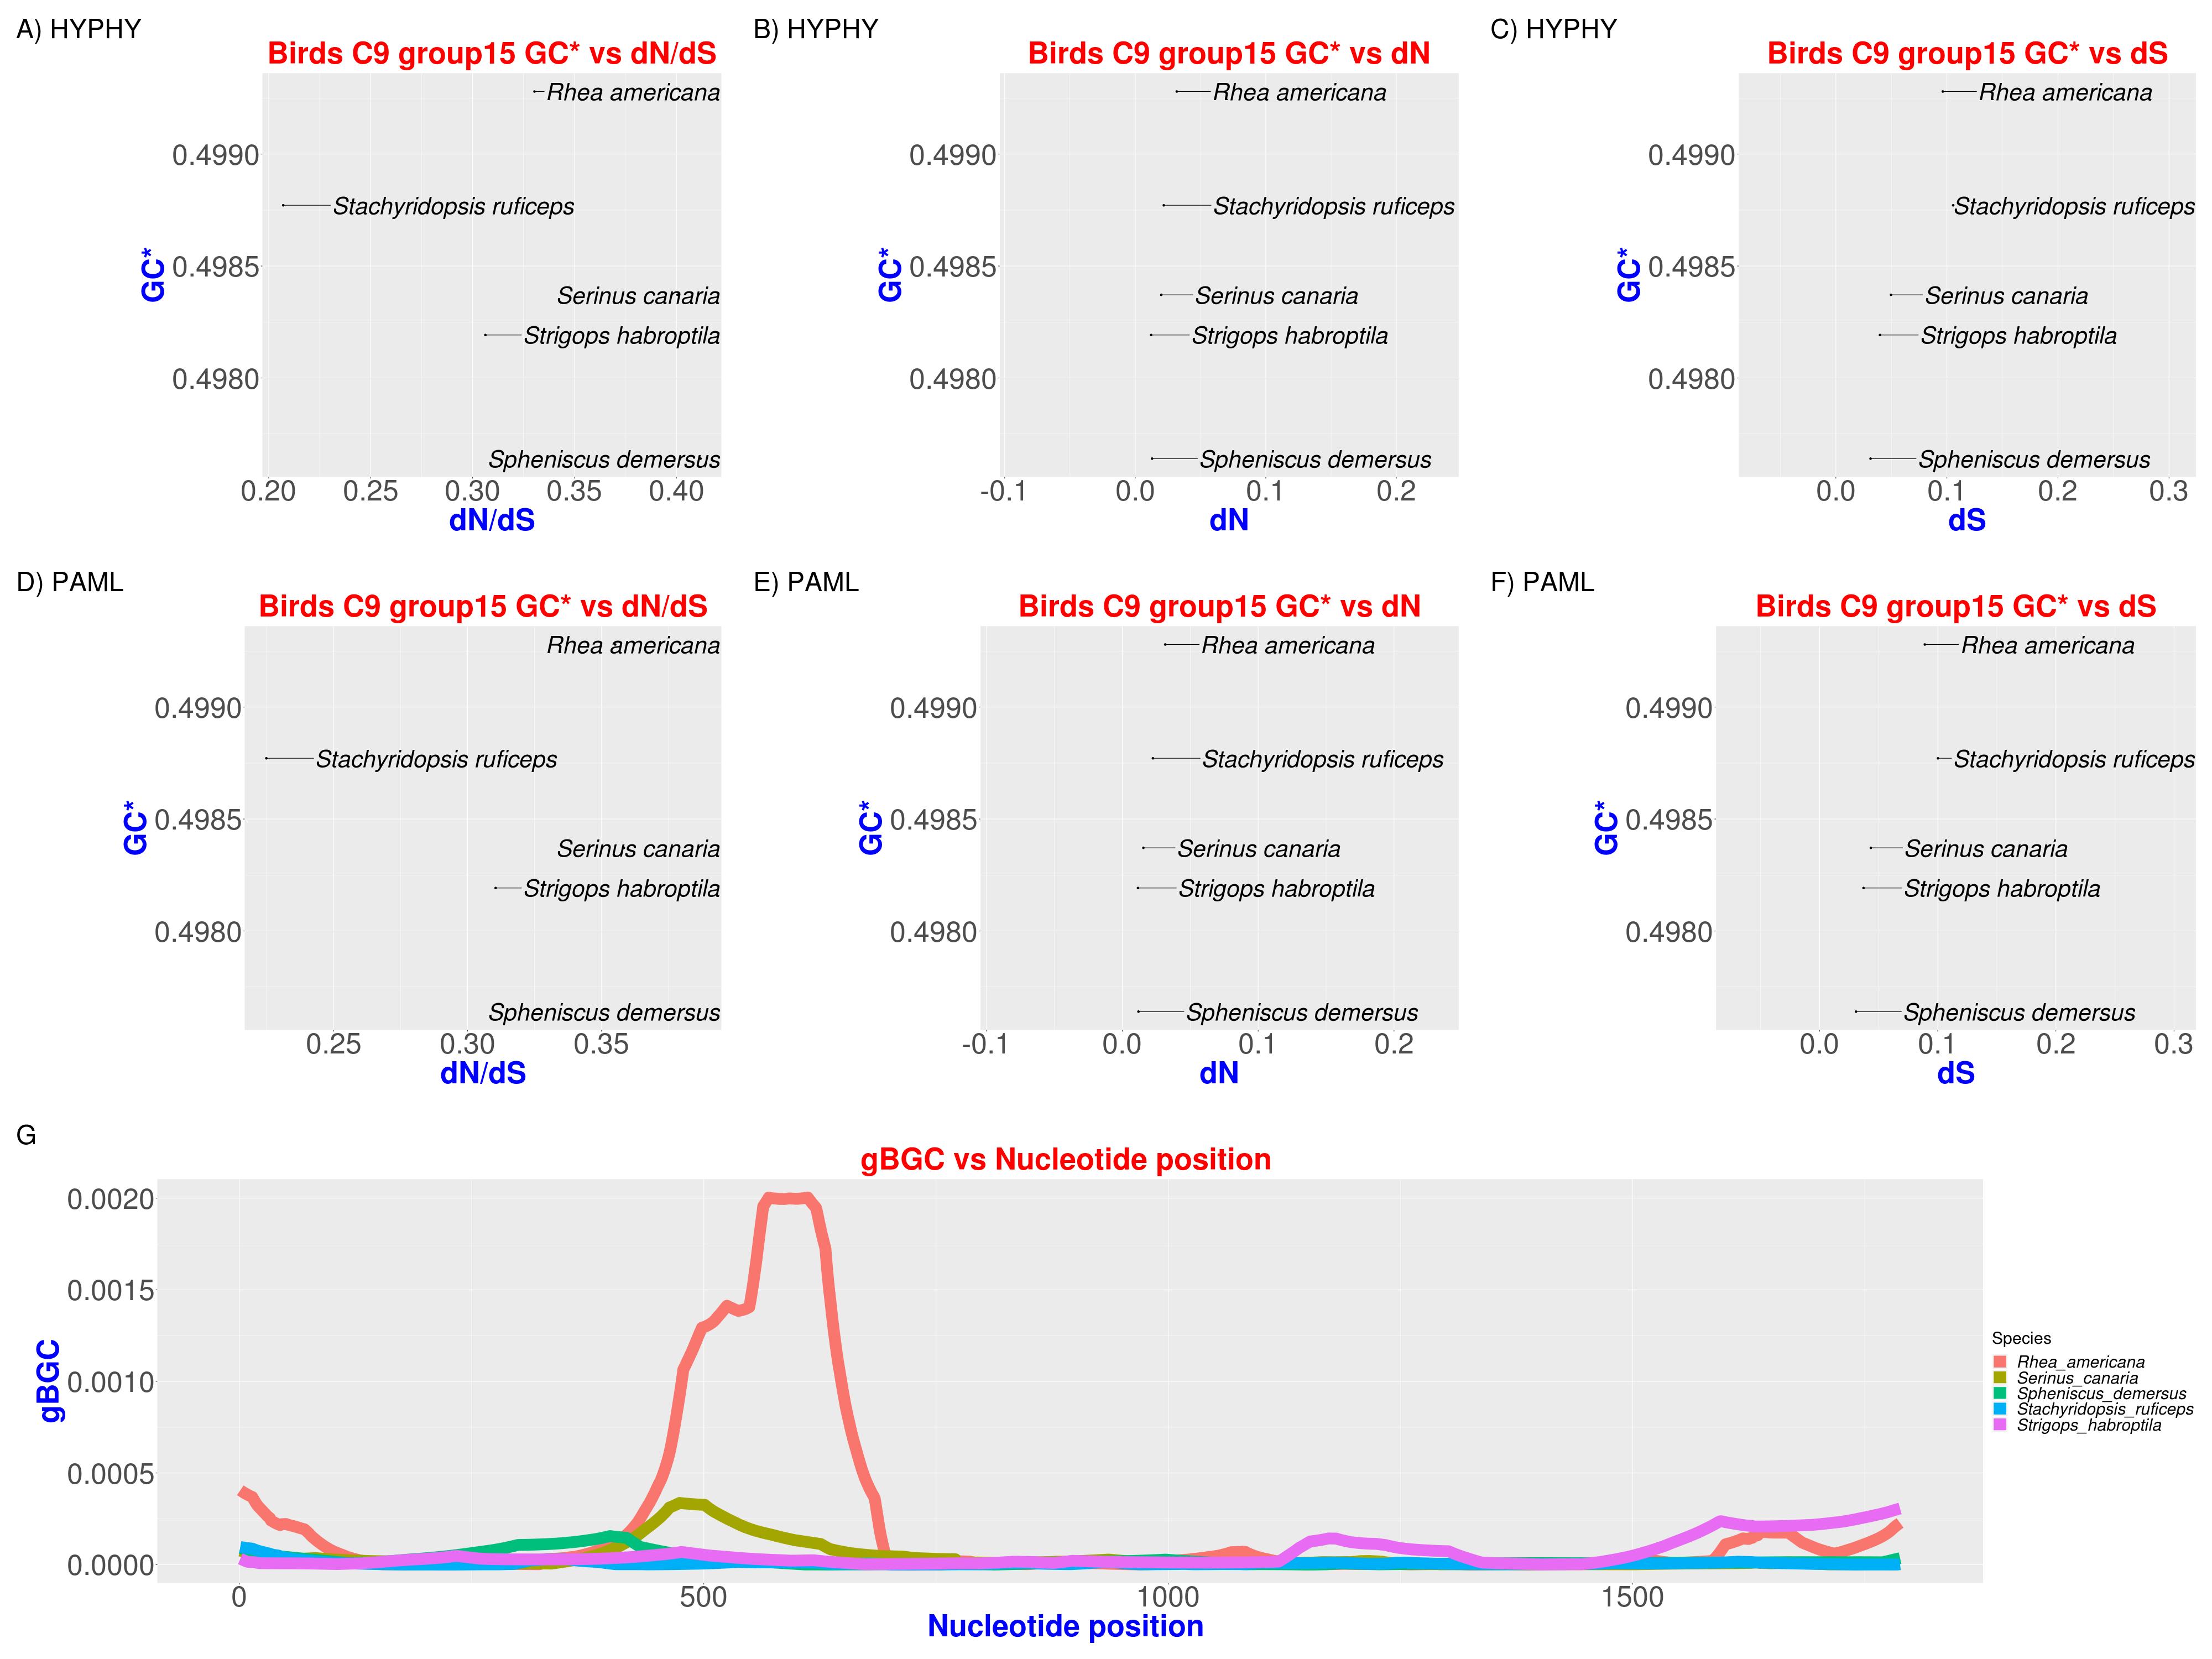 A) HYPHY
Birds C9 group15 GC* vs dN/dS
GC*
0.4990
0.4985
0.4980
Rhea americana
Stachyridopsis ruficeps
Serinus canaria
Strigops habroptila
Spheniscus demersus
0.20 0.25 0.30 0.35 0.40
dN/dS
B) HYPHY
Birds C9 group15 GC* vs dN
GC*
0.4990
0.4985
0.4980
Rhea americana
Stachyridopsis ruficeps
Serinus canaria
Strigops habroptila
Spheniscus demersus
-0.1 0.0 0.1 0.2
dN
C) HYPHY
Birds C9 group15 GC* vs dS
GC*
0.4990
0.4985
0.4980
Rhea americana
Stachyridopsis ruficeps
Serinus canaria
Strigops habroptila
Spheniscus demersus
0.0 0.1 0.2 0.3
dS
D) PAML
Birds C9 group15 GC* vs dN/dS
GC*
0.4990
0.4985
0.4980
Rhea americana
Stachyridopsis ruficeps
Serinus canaria
Strigops habroptila
Spheniscus demersus
0.25 0.30 0.35
dN/dS
E) PAML
Birds C9 group15 GC* vs dN
GC*
0.4990
0.4985
0.4980
Rhea americana
Stachyridopsis ruficeps
Serinus canaria
Strigops habroptila
Spheniscus demersus
-0.1 0.0 0.1 0.2
dN
F) PAML
Birds C9 group15 GC* vs dS
GC*
0.4990
0.4985
0.4980
Rhea americana
Stachyridopsis ruficeps
Serinus canaria
Strigops habroptila
Spheniscus demersus
0.0 0.1 0.2 0.3
dS
G
gBGC vs Nucleotide position
gBGC
0.0020
0.0015
0.0010
0.0005
0.0000
0 500 1000 1500
Nucleotide position
Species
Rhea_americana
Serinus_canaria
Spheniscus_demersus
Stachyridopsis_ruficeps
Strigops_habroptila